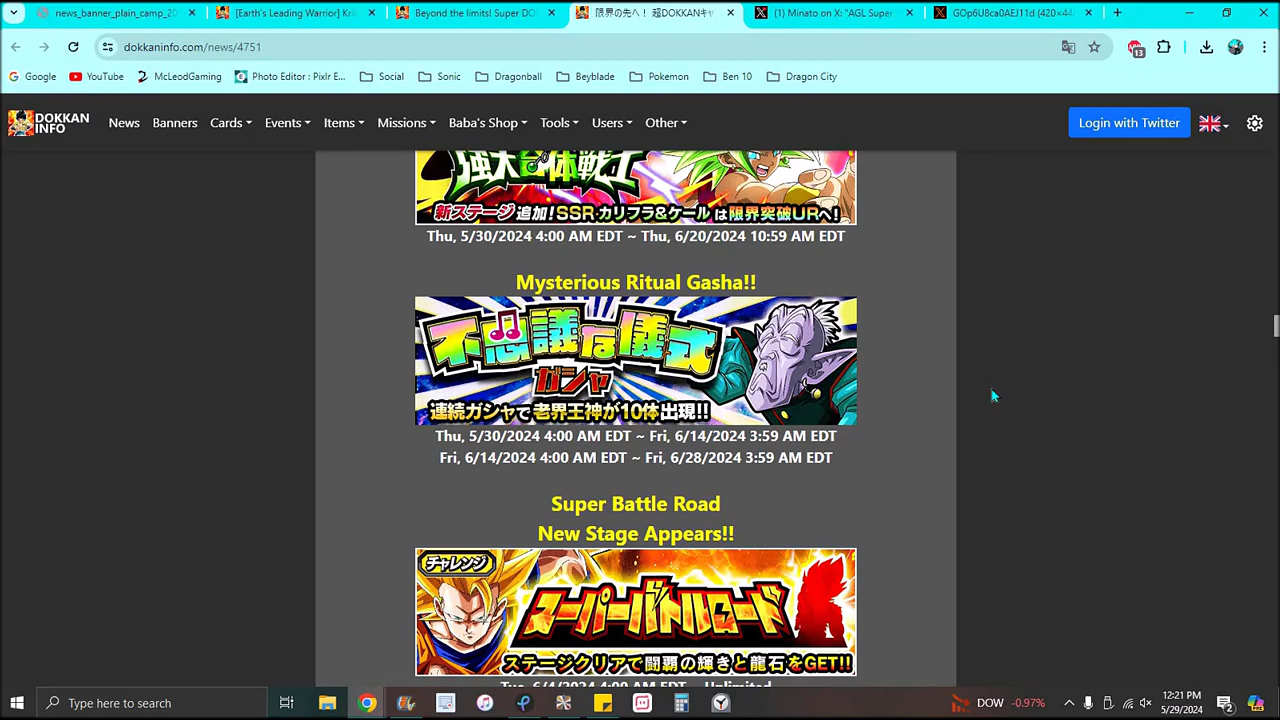 news_banner_plain_camp_20
[Earth's Leading Warrior] Kri
Beyond the limits! Super DO
限界の先へ！ 超DOKKANキャ
(1) Minato on X: "AGL Super
GOp6U8ca0AEJ11d (420×44
dokkaninfo.com/news/4751
13
Google
YouTube
McLeodGaming
Photo Editor : Pixlr E...
Social
Sonic
Dragonball
Beyblade
Pokemon
Ben 10
Dragon City
DOKKAN
INFO
News
Banners
Cards
Events
Items
Missions
Baba's Shop
Tools
Users
Other
Login with Twitter
強大な合体戦士
新ステージ追加!SSRカリフラ&ケールは限界突破URへ!
Thu, 5/30/2024 4:00 AM EDT ~ Thu, 6/20/2024 10:59 AM EDT
Mysterious Ritual Gasha!!
不思議な儀式
ガシャ
連続ガシャで老界王神が10体出現!!
Thu, 5/30/2024 4:00 AM EDT ~ Fri, 6/14/2024 3:59 AM EDT
Fri, 6/14/2024 4:00 AM EDT ~ Fri, 6/28/2024 3:59 AM EDT
Super Battle Road
New Stage Appears!!
チャレンジ
スーパーバトルロード
ステージクリアで闘覇の輝きと龍石をGET!!
Tue, 6/4/2024 4:00 AM EDT ~ Unlimited
Type here to search
DOW -0.97%
12:21 PM
5/29/2024
2